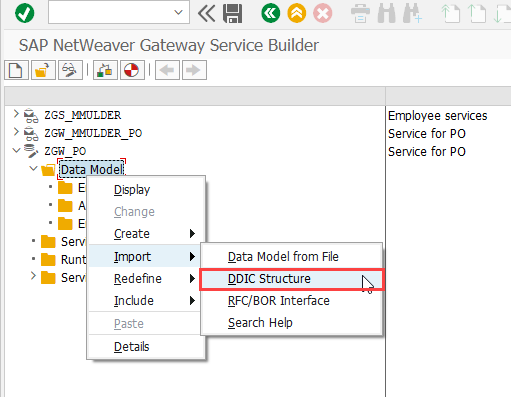 SAP NetWeaver Gateway Service Builder
ZGS_MMULDER Employee services
ZGW_MMULDER_PO Service for PO
ZGW_PO Service for PO
Data Model
E
A
E
Serv
Runt
Serv
Display
Change
Create
Import
Redefine
Include
Paste
Details
Data Model from File
DDIC Structure
RFC/BOR Interface
Search Help